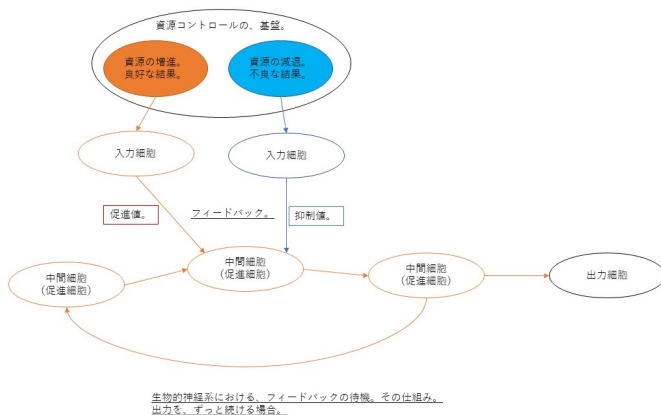 資源コントロールの、基盤。
資源の増進。
良好な結果。
資源の減退。
不良な結果。
入力細胞
入力細胞
促進値。
フィードバック。
抑制値。
中間細胞
(促進細胞)
中間細胞
(促進細胞)
中間細胞
(促進細胞)
出力細胞
生物的神経系における、フィードバックの待機。その仕組み。
出力を、ずっと続ける場合。